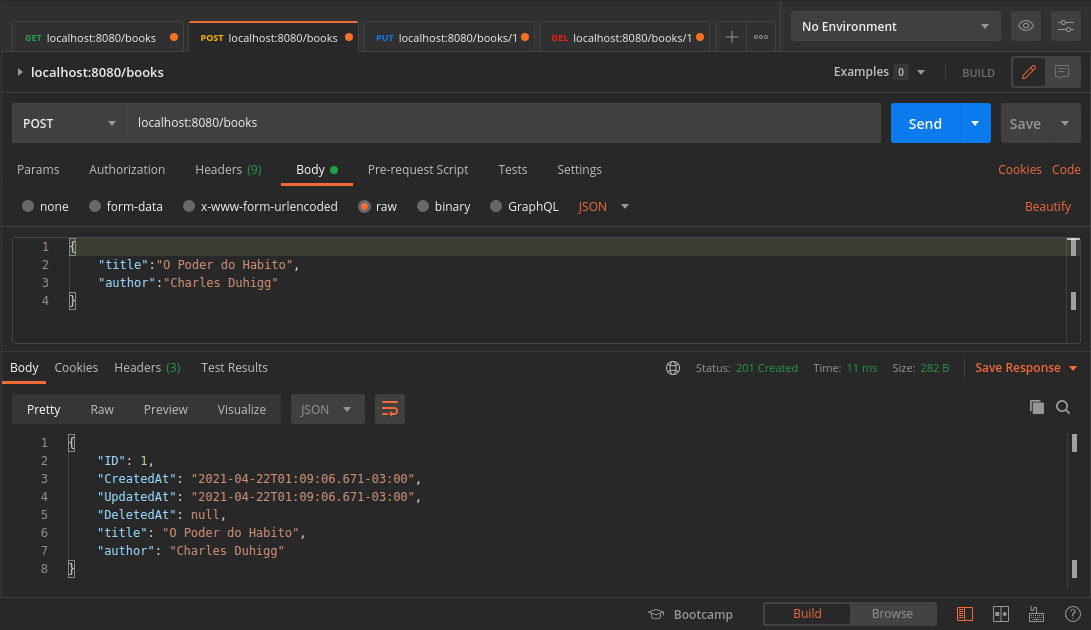 GET localhost:8080/books POST localhost:8080/books PUT localhost:8080/books/1 DEL localhost:8080/books/1 + ooo No Environment
localhost:8080/books Examples 0 BUILD
POST localhost:8080/books Send Save
Params Authorization Headers (9) Body Pre-request Script Tests Settings Cookies Code
none form-data x-www-form-urlencoded raw binary GraphQL JSON Beautify
1 {
2 "title":"O Poder do Habito",
3 "author":"Charles Duhigg"
4 }
Body Cookies Headers (3) Test Results Status: 201 Created Time: 11 ms Size: 282 B Save Response
Pretty Raw Preview Visualize JSON
1 {
2 "ID": 1,
3 "CreatedAt": "2021-04-22T01:09:06.671-03:00",
4 "UpdatedAt": "2021-04-22T01:09:06.671-03:00",
5 "DeletedAt": null,
6 "title": "O Poder do Habito",
7 "author": "Charles Duhigg"
8 }
Bootcamp Build Browse ?